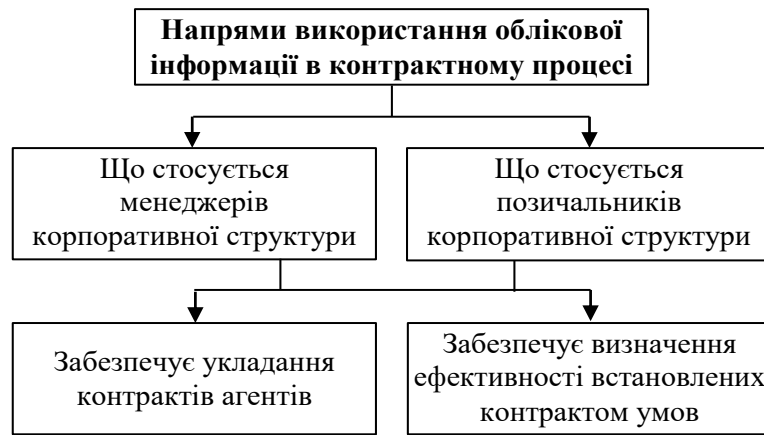 Напрями використання облікової
інформації в контрактному процесі
Що стосується
менеджерів
корпоративної структури
Що стосується
позичальників
корпоративної структури
Забезпечує укладання
контрактів агентів
Забезпечує визначення
ефективності встановлених
контрактом умов